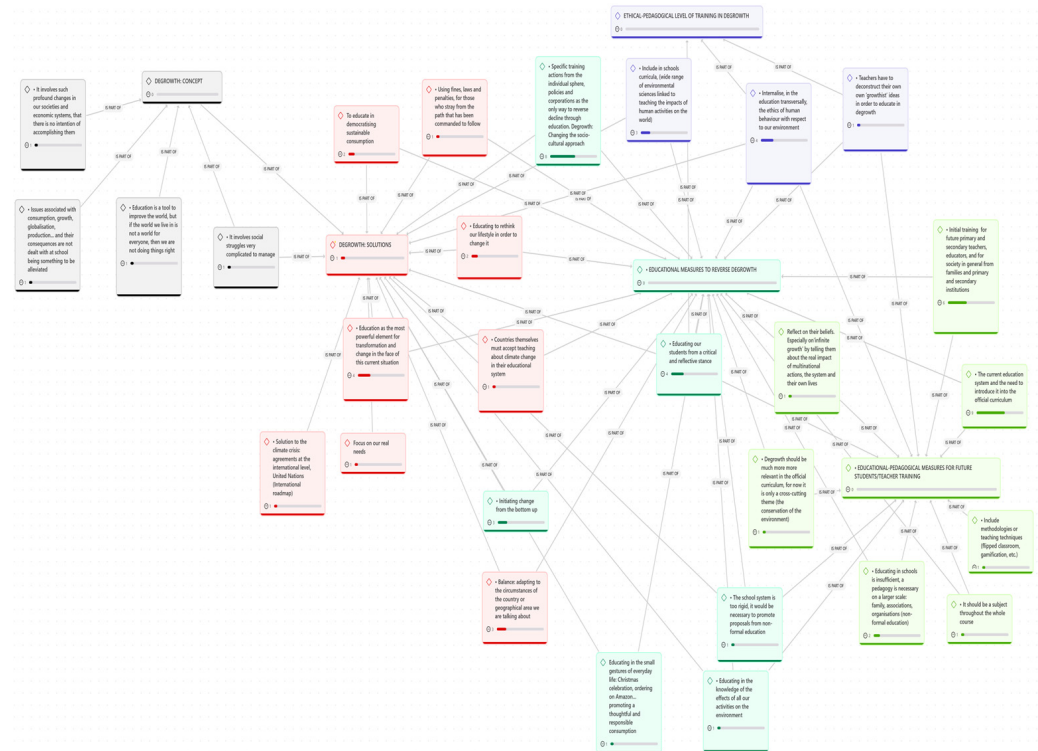 ETHICAL-PEDAGOGICAL LEVEL OF TRAINING IN DEGROWTH
DEGROWTH: CONCEPT
• It involves such
profound changes in
our societies and
economic systems, that
there is no intention of
accomplishing them
• Issues associated with
consumption, growth,
globalisation,
production... and their
consequences are not
dealt with at school
being something to be
alleviated
• Education is a tool to
improve the world, but
if the world we live in is
not a world for
everyone, then we are
not doing things right
• It involves social
struggles very
complicated to manage
To educate in
democratising
sustainable
consumption
• Using fines, laws and
penalties, for those
who stray from the
path that has been
commanded to follow
• Specific training
actions from the
individual sphere,
policies and
corporations as the
only way to reverse
decline through
education. Degrowth:
Changing the socio-
cultural approach
• Include in schools
curricula, (wide range
of environmental
sciences linked to
teaching the impacts of
human activities on the
world)
• Internalise, in the
education transversally,
the ethics of human
behaviour with respect
to our environment
• Teachers have to
deconstruct their own
own 'growthist' ideas
in order to educate in
degrowth
DEGROWTH: SOLUTIONS
• Educating to rethink
our lifestyle in order to
change it
• EDUCATIONAL MEASURES TO REVERSE DEGROWTH
• Initial training for
future primary and
secondary teachers,
educators, and for
society in general from
families and primary
and secondary
institutions
• Education as the most
powerful element for
transformation and
change in the face of
this current situation
• Countries themselves
must accept teaching
about climate change
in their educational
system
• Educating our
students from a critical
and reflective stance
Reflect on their beliefs.
Especially on'infinite
growth' by telling them
about the real impact
of multinational
actions, the system and
their own lives
• The current education
system and the need to
introduce it into the
official curriculum
• Solution to the
climate crisis:
agreements at the
international level,
United Nations
(International
roadmap)
Focus on our real
needs
• Initiating change
from the bottom up
• Degrowth should be
much more more
relevant in the official
curriculum, for now it
is only a cross-cutting
theme (the
conservation of the
environment)
• EDUCATIONAL-PEDAGOGICAL MEASURES FOR FUTURE
STUDENTS/TEACHER TRAINING
• Include
methodologies or
teaching techniques
(flipped classroom,
gamification, etc.)
• Balance: adapting to
the circumstances of
the country or
geographical area we
are talking about
• The school system is
too rigid, it would be
necessary to promote
proposals from non-
formal education
• Educating in schools
is insufficient, a
pedagogy is necessary
on a larger scale:
family, associations,
organisations (non-
formal education)
• It should be a subject
throughout the whole
course
Educating in the small
gestures of everyday
life: Christmas
celebration, ordering
on Amazon...
promoting a
thoughtful and
responsible
consumption
• Educating in the
knowledge of the
effects of all our
activities on the
environment
IS PART OF